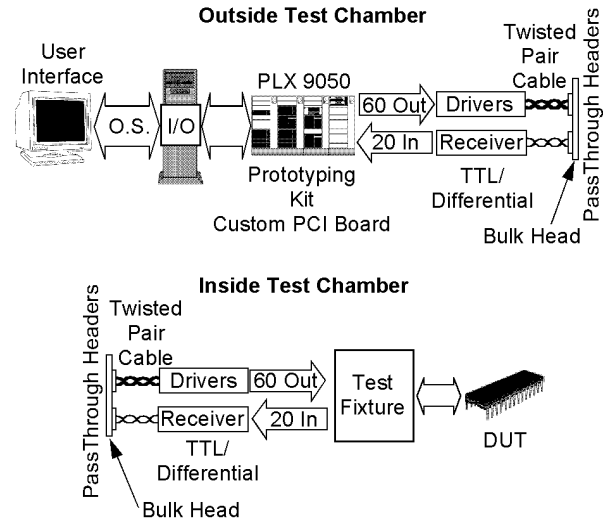 Outside Test Chamber
User
Interface
O.S.
I/O
PLX 9050
Prototyping
Kit
Custom PCI Board
60 Out
20 In
Drivers
Receiver
TTL/
Differential
Twisted
Pair
Cable
Bulk Head
PassThrough Headers
Inside Test Chamber
PassThrough Headers
Twisted
Pair
Cable
Drivers
60 Out
Receiver
20 In
TTL/
Differential
Bulk Head
Test
Fixture
DUT